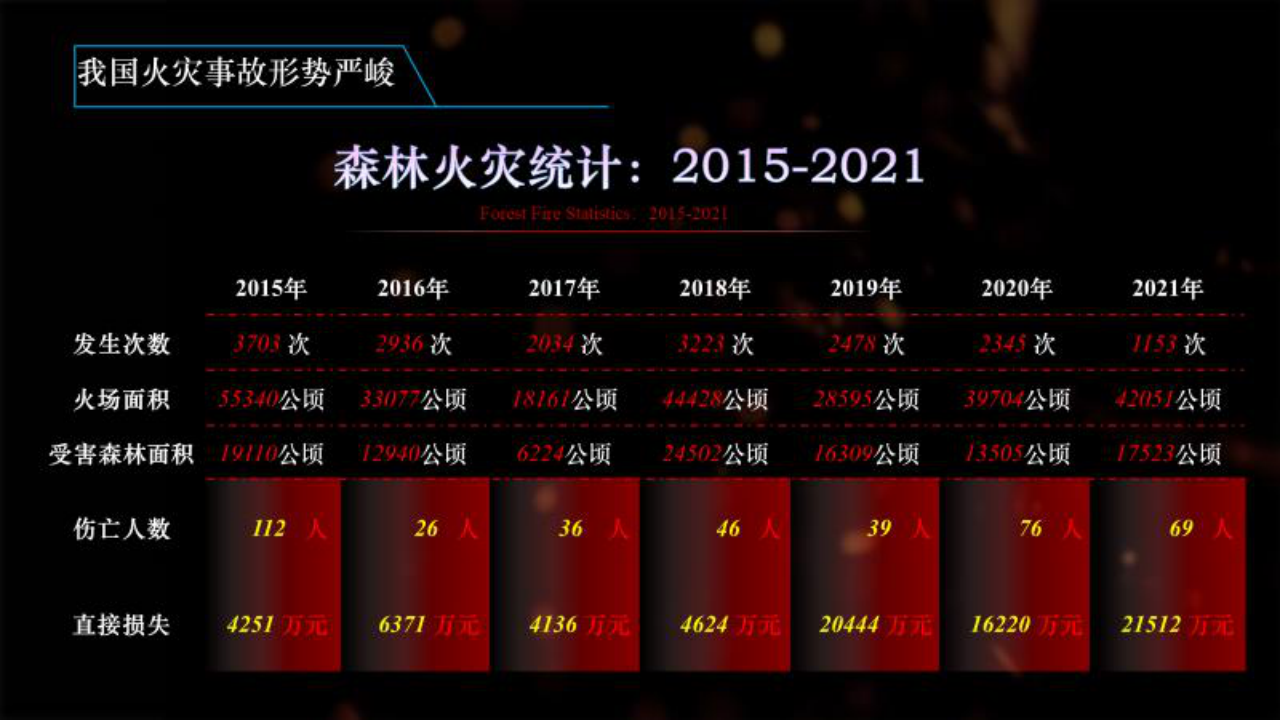 我国火灾事故形势严峻
森林火灾统计：2015-2021
Forest Fire Statistics：2015-2021
2015年 2016年 2017年 2018年 2019年 2020年 2021年
发生次数 3703 次 2936 次 2034 次 3223 次 2478 次 2345 次 1153 次
火场面积 55340公顷 33077公顷 18161公顷 44428公顷 28595公顷 39704公顷 42051公顷
受害森林面积 19110公顷 12940公顷 6224公顷 24502公顷 16309公顷 13505公顷 17523公顷
伤亡人数 112 人 26 人 36 人 46 人 39 人 76 人 69 人
直接损失 4251 万元 6371 万元 4136 万元 4624 万元 20444 万元 16220 万元 21512 万元